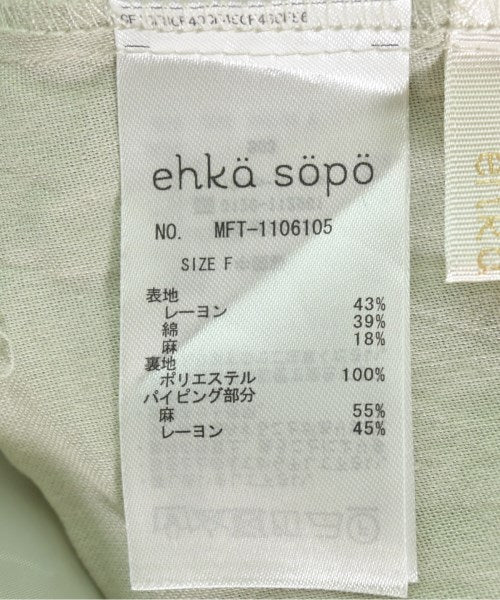 ehkä söpö
NO. MFT-1106105
SIZE F
表地
レーヨン 43%
綿 39%
麻 18%
裏地
ポリエステル 100%
パイピング部分
麻 55%
レーヨン 45%